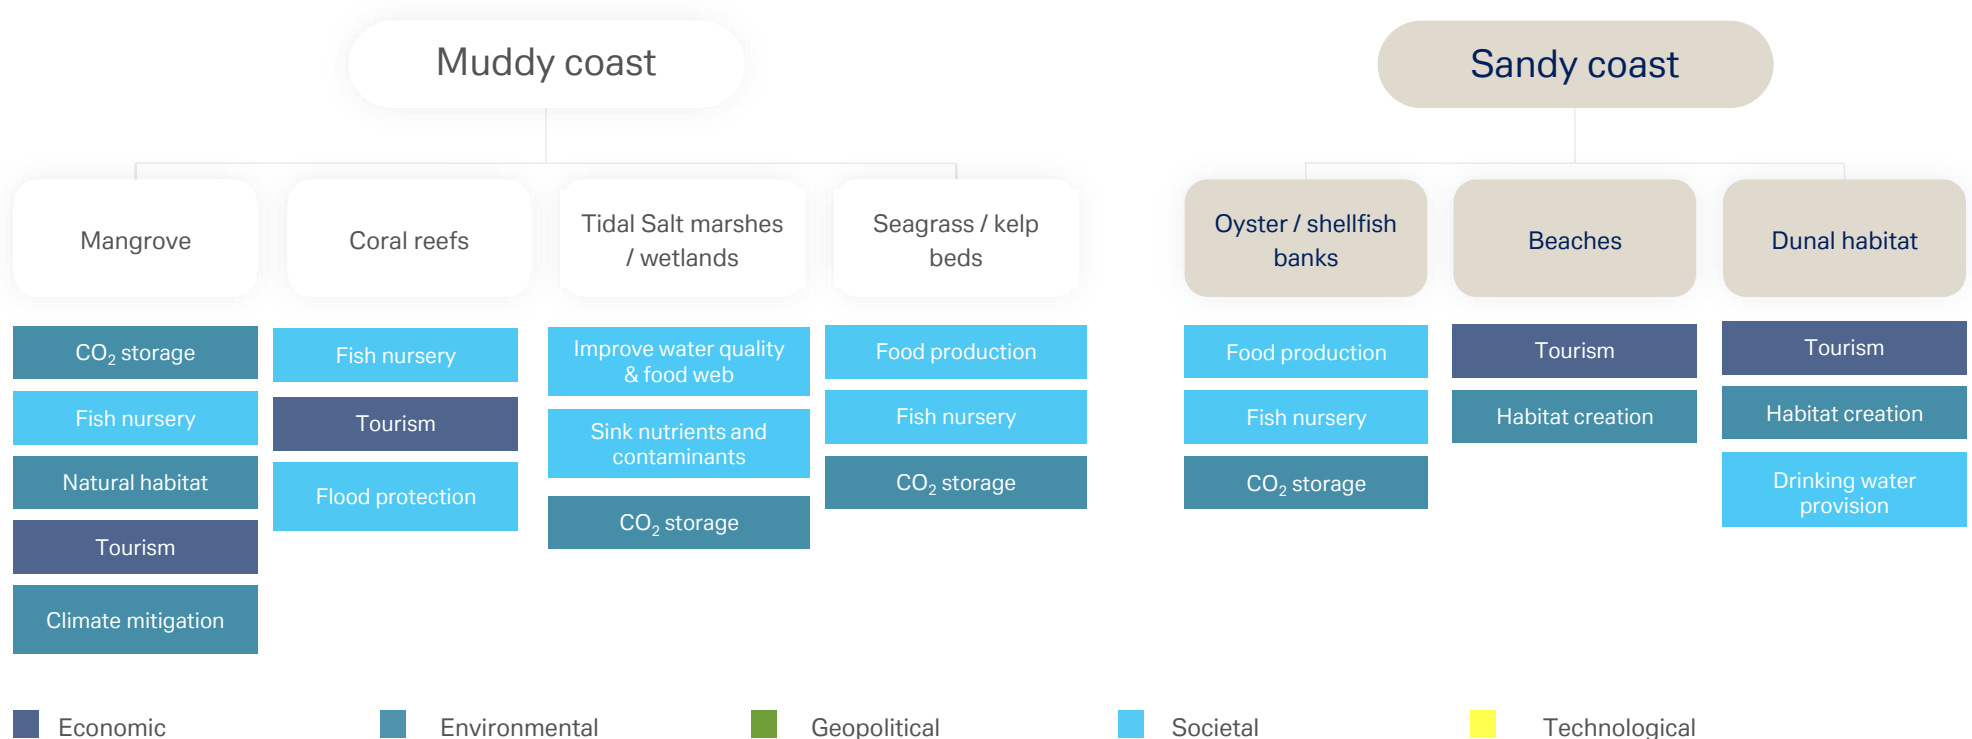 Muddy coast
Sandy coast
Mangrove
Coral reefs
Tidal Salt marshes
/ wetlands
Seagrass / kelp
beds
Oyster / shellfish
banks
Beaches
Dunal habitat
CO₂ storage
Fish nursery
Natural habitat
Tourism
Climate mitigation
Fish nursery
Tourism
Flood protection
Improve water quality
& food web
Sink nutrients and
contaminants
CO₂ storage
Food production
Fish nursery
CO₂ storage
Food production
Fish nursery
CO₂ storage
Tourism
Habitat creation
Tourism
Habitat creation
Drinking water
provision
Economic
Environmental
Geopolitical
Societal
Technological